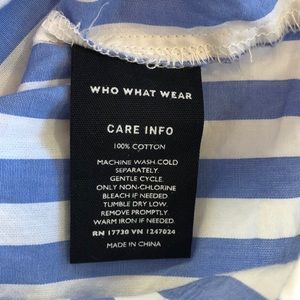 WHO WHAT WEAR
CARE INFO
100% COTTON
MACHINE WASH COLD
SEPARATELY.
GENTLE CYCLE.
ONLY NON-CHLORINE
BLEACH IF NEEDED.
TUMBLE DRY LOW.
REMOVE PROMPTLY.
WARM IRON IF NEEDED.
RN 17730 VN 1247024
MADE IN CHINA